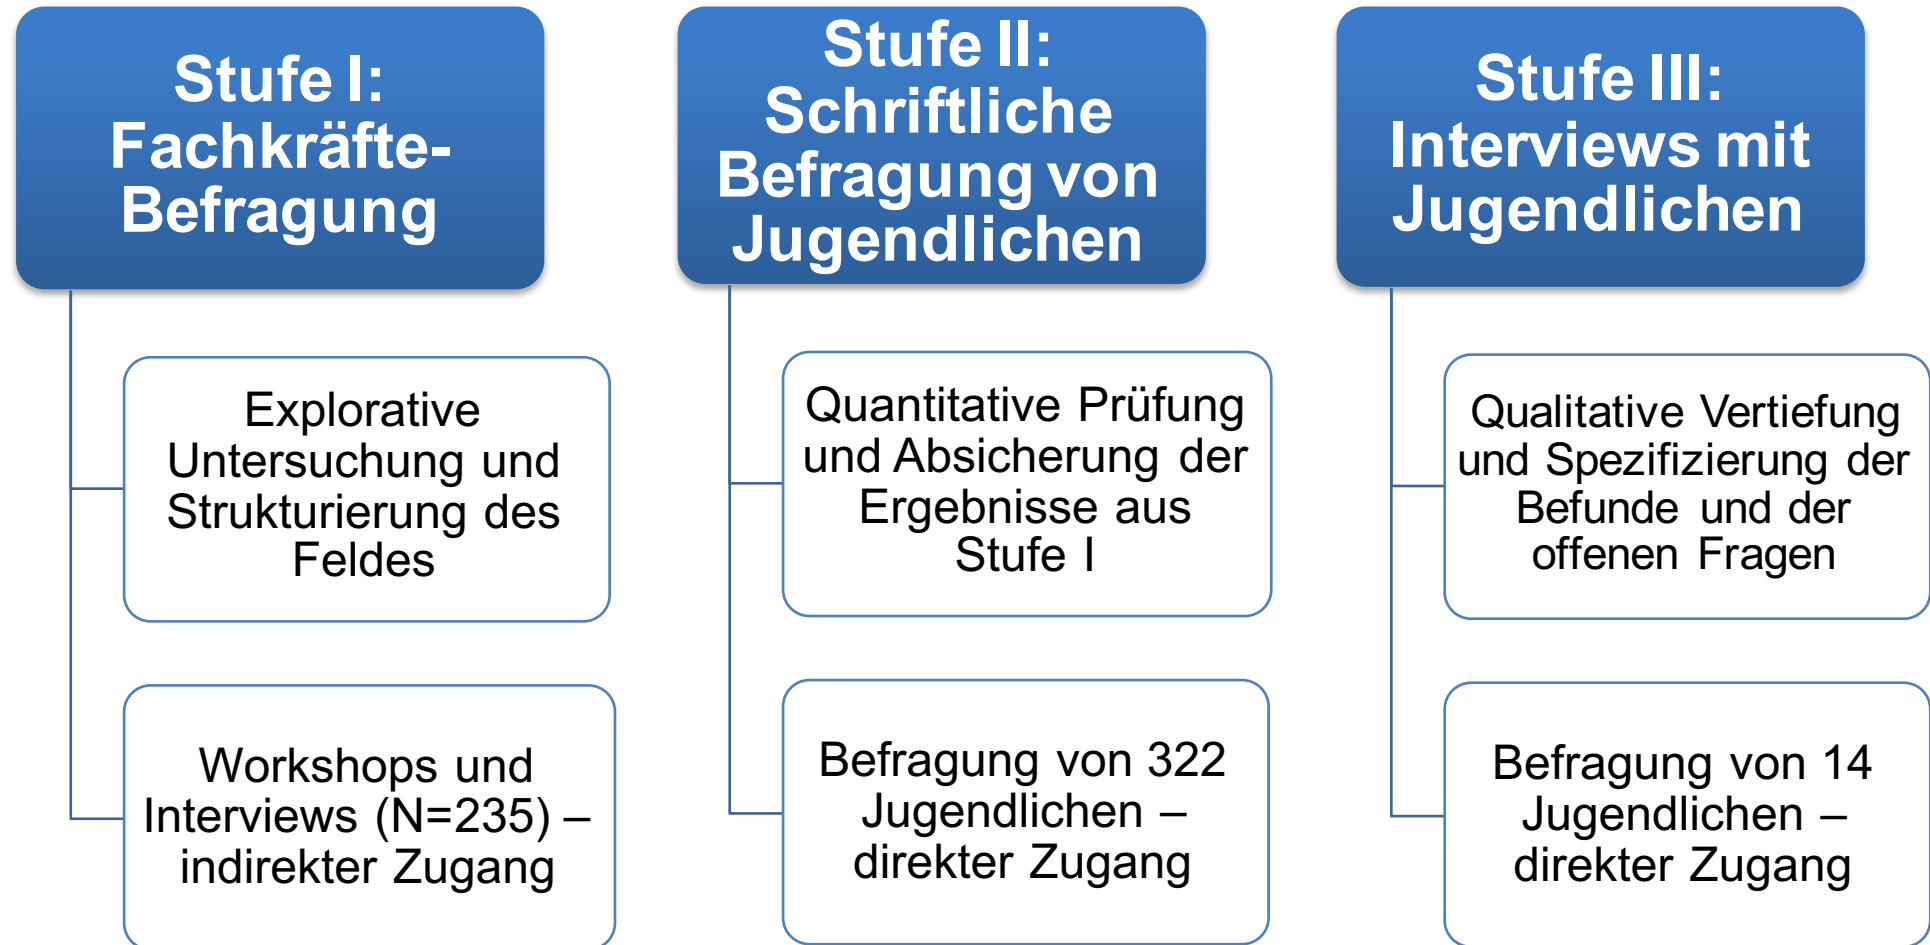 Stufe I:
Fachkräfte-
Befragung
Explorative
Untersuchung und
Strukturierung des
Feldes
Workshops und
Interviews (N=235) –
indirekter Zugang
Stufe II:
Schriftliche
Befragung von
Jugendlichen
Quantitative Prüfung
und Absicherung der
Ergebnisse aus
Stufe I
Befragung von 322
Jugendlichen –
direkter Zugang
Stufe III:
Interviews mit
Jugendlichen
Qualitative Vertiefung
und Spezifizierung der
Befunde und der
offenen Fragen
Befragung von 14
Jugendlichen –
direkter Zugang